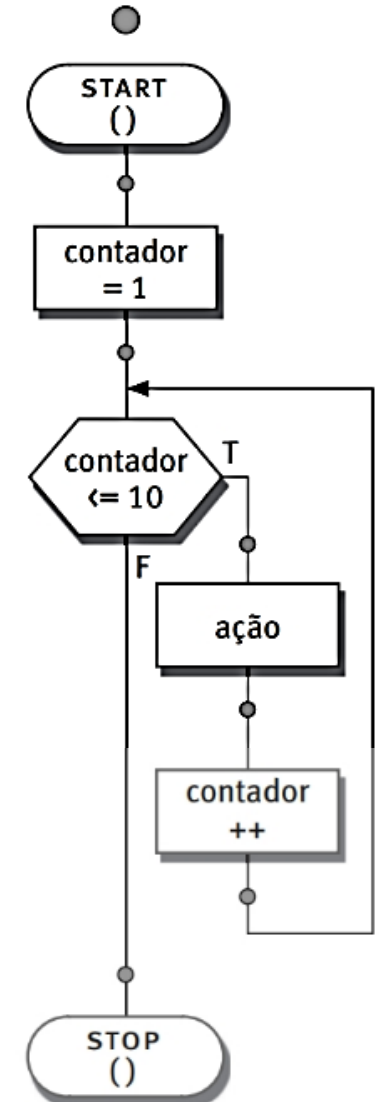 START
()
contador
= 1
contador
<= 10
T
F
ação
contador
++
STOP
()